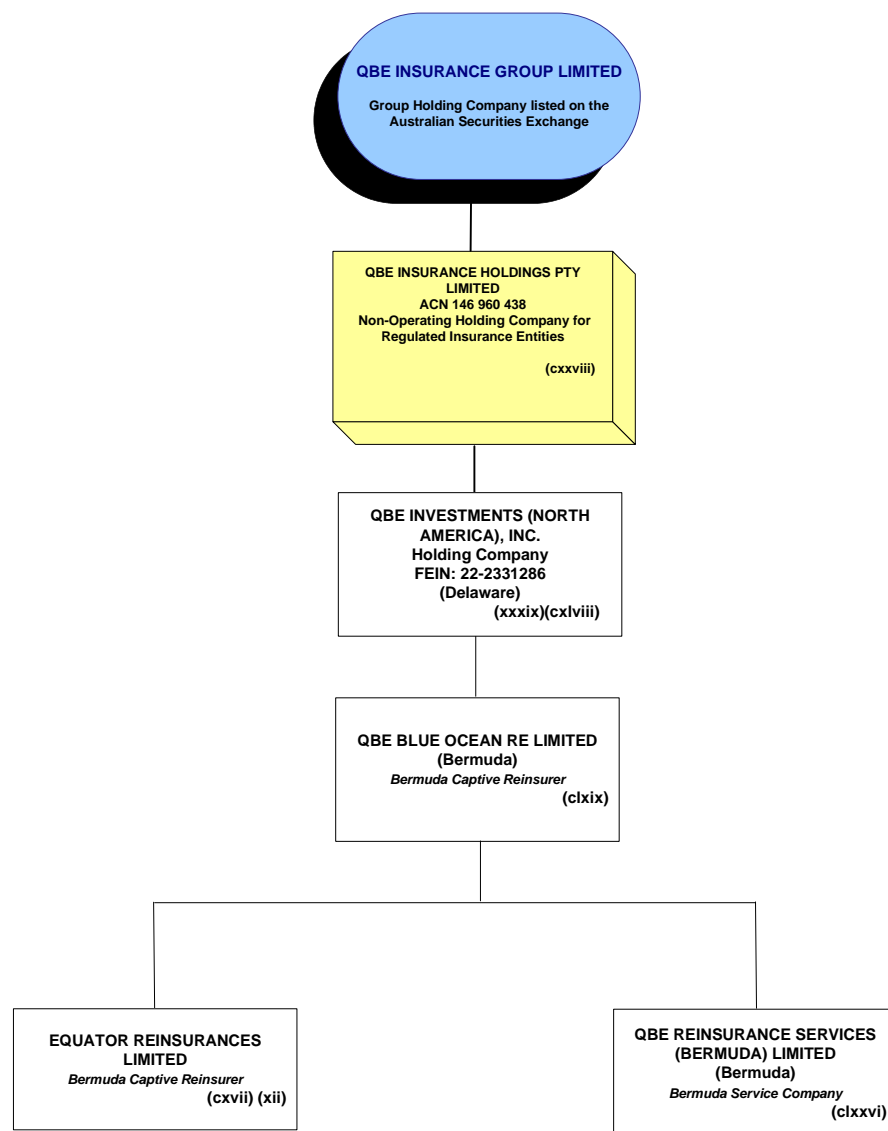 QBE INSURANCE GROUP LIMITED
Group Holding Company listed on the
Australian Securities Exchange
QBE INSURANCE HOLDINGS PTY
LIMITED
ACN 146 960 438
Non-Operating Holding Company for
Regulated Insurance Entities
(cxxviii)
QBE INVESTMENTS (NORTH
AMERICA), INC.
Holding Company
FEIN: 22-2331286
(Delaware)
(xxxix)(cxlviii)
QBE BLUE OCEAN RE LIMITED
(Bermuda)
Bermuda Captive Reinsurer
(clxix)
EQUATOR REINSURANCES
LIMITED
Bermuda Captive Reinsurer
(cxvii) (xii)
QBE REINSURANCE SERVICES
(BERMUDA) LIMITED
(Bermuda)
Bermuda Service Company
(clxxvi)